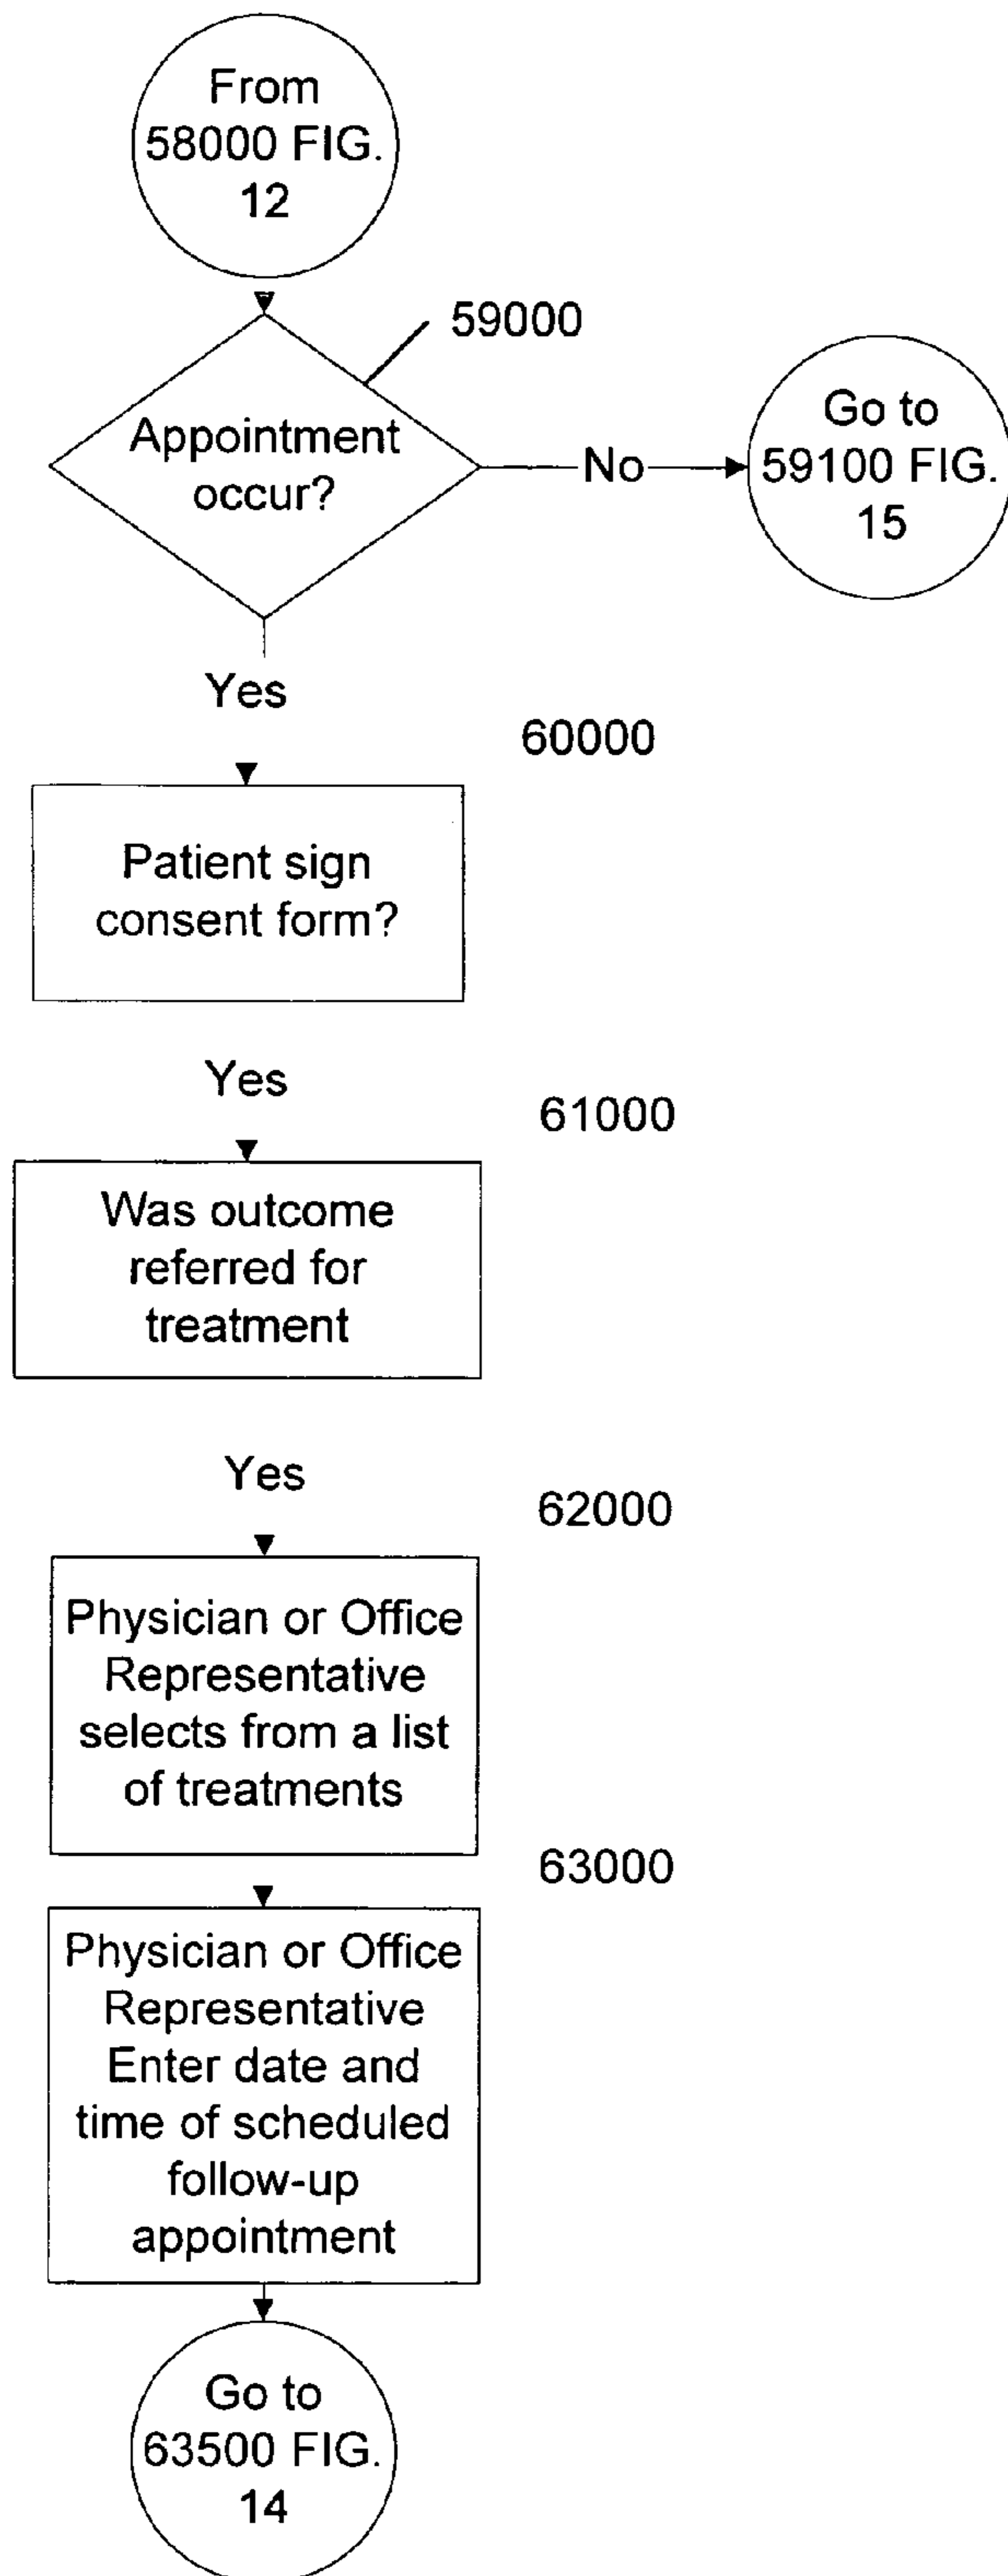 From
58000 FIG.
12
59000
Appointment
occur?
No
Go to
59100 FIG.
15
Yes
60000
Patient sign
consent form?
Yes
61000
Was outcome
referred for
treatment
Yes
62000
Physician or Office
Representative
selects from a list
of treatments
63000
Physician or Office
Representative
Enter date and
time of scheduled
follow-up
appointment
Go to
63500 FIG.
14